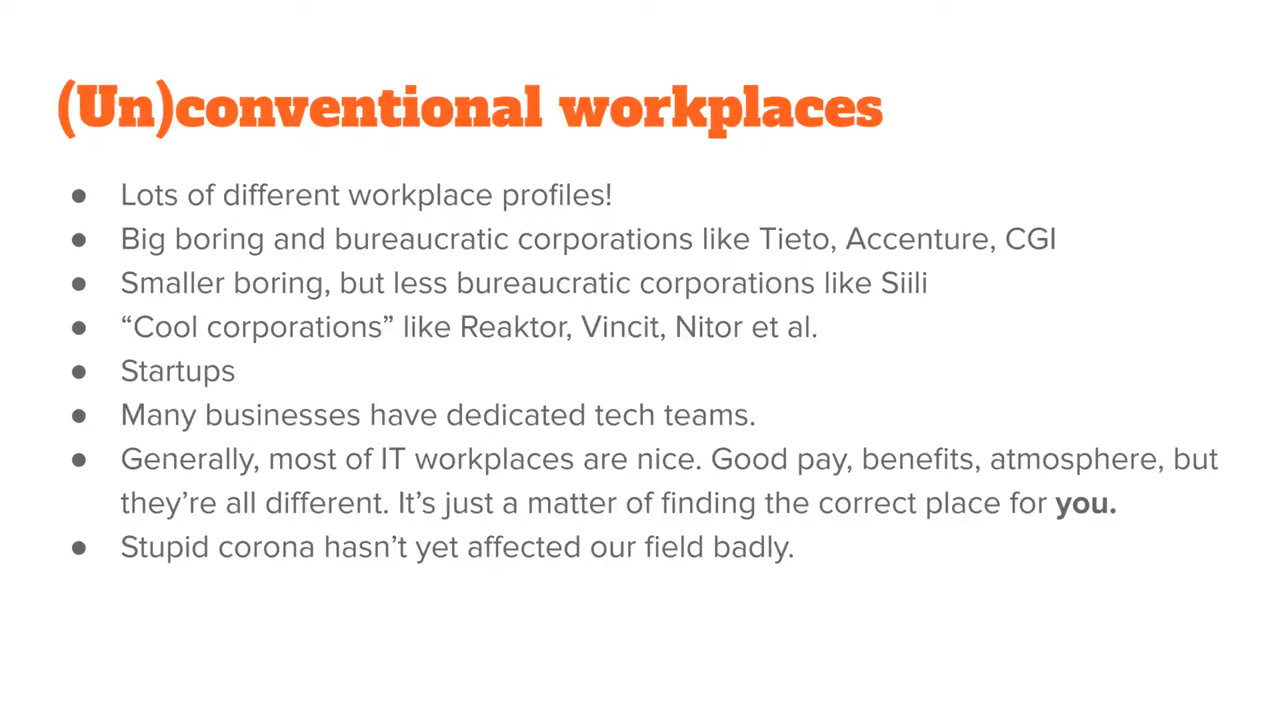 (Un)conventional workplaces
● Lots of different workplace profiles!
● Big boring and bureaucratic corporations like Tieto, Accenture, CGI
● Smaller boring, but less bureaucratic corporations like Siili
● “Cool corporations” like Reaktor, Vincit, Nitor et al.
● Startups
● Many businesses have dedicated tech teams.
● Generally, most of IT workplaces are nice. Good pay, benefits, atmosphere, but
they’re all different. It’s just a matter of finding the correct place for you.
● Stupid corona hasn’t yet affected our field badly.